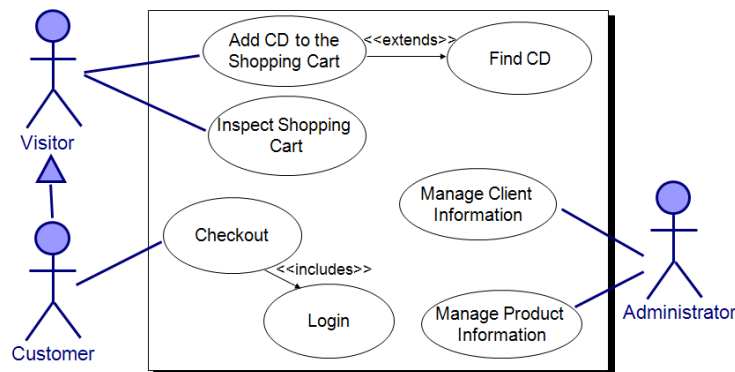 Add CD to the
Shopping Cart
<<extends>>
Find CD
Visitor
Inspect Shopping
Cart
Manage Client
Information
Checkout
<<includes>>
Login
Manage Product
Information
Administrator
Customer